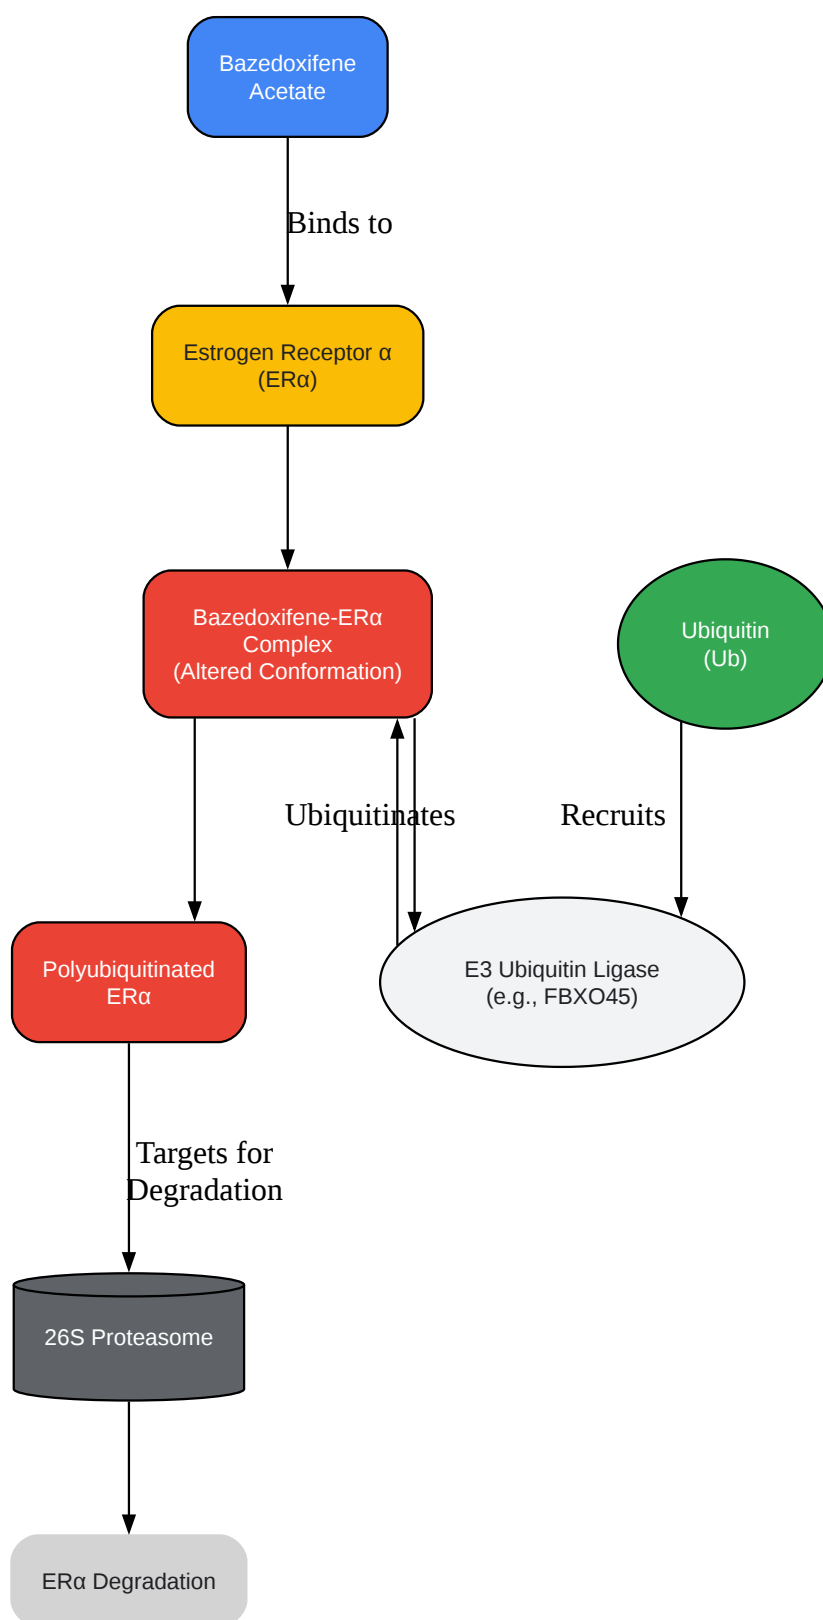 Bazedoxifene
Acetate
Binds to
Estrogen Receptor α
(ERα)
Bazedoxifene-ERα
Complex
(Altered Conformation)
Ubiquitin
(Ub)
Ubiquitinates
Recruits
Polyubiquitinated
ERα
E3 Ubiquitin Ligase
(e.g., FBXO45)
Targets for
Degradation
26S Proteasome
ERα Degradation